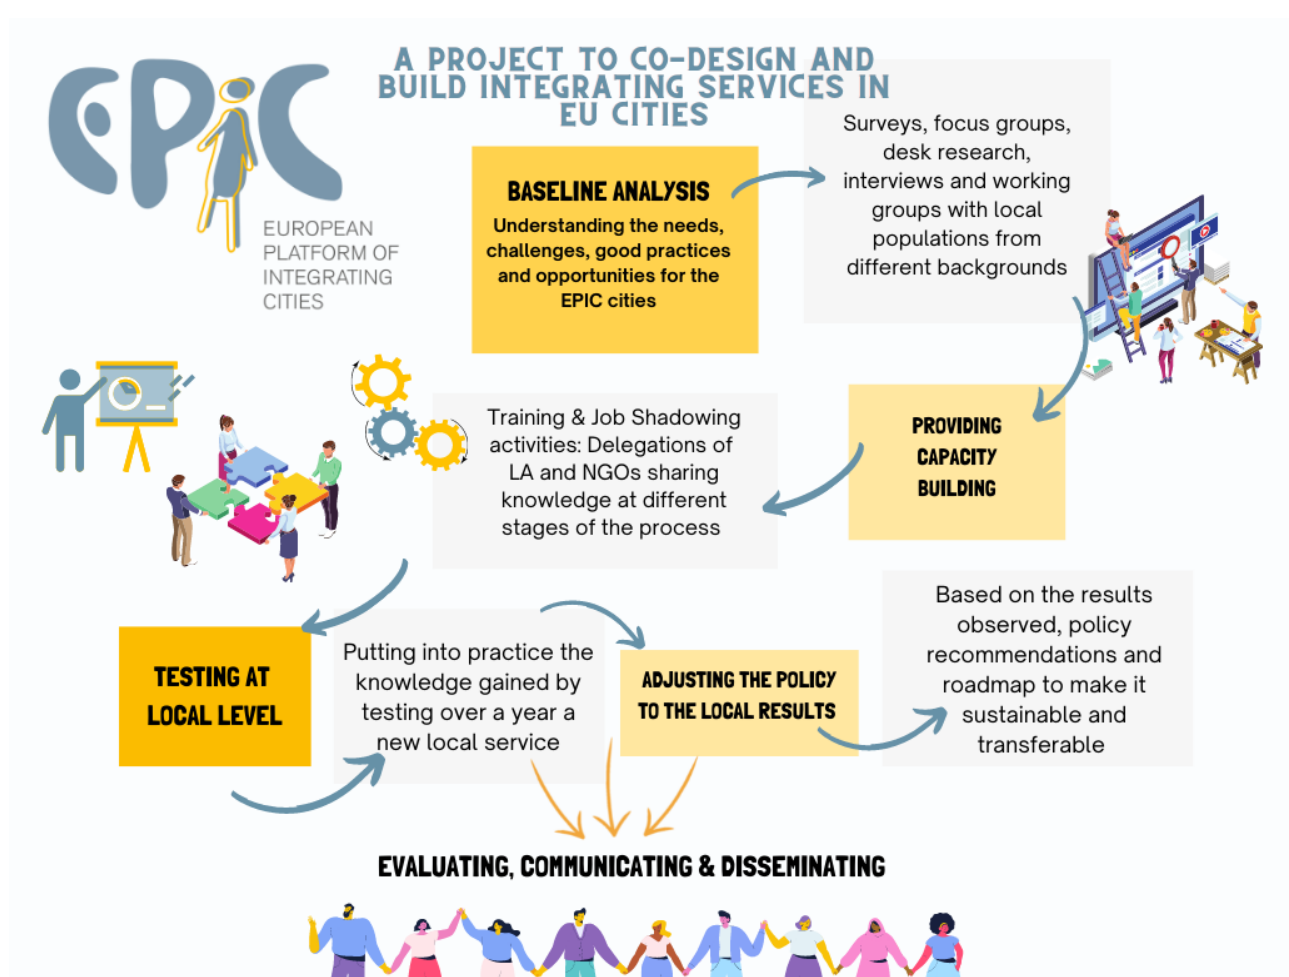 EPIC
EUROPEAN
PLATFORM OF
INTEGRATING
CITIES
A PROJECT TO CO-DESIGN AND
BUILD INTEGRATING SERVICES IN
EU CITIES
BASELINE ANALYSIS
Understanding the needs,
challenges, good practices
and opportunities for the
EPIC cities
Surveys, focus groups,
desk research,
interviews and working
groups with local
populations from
different backgrounds
PROVIDING
CAPACITY
BUILDING
Training & Job Shadowing
activities: Delegations of
LA and NGOs sharing
knowledge at different
stages of the process
TESTING AT
LOCAL LEVEL
Putting into practice the
knowledge gained by
testing over a year a
new local service
ADJUSTING THE POLICY
TO THE LOCAL RESULTS
Based on the results
observed, policy
recommendations and
roadmap to make it
sustainable and
transferable
EVALUATING, COMMUNICATING & DISSEMINATING